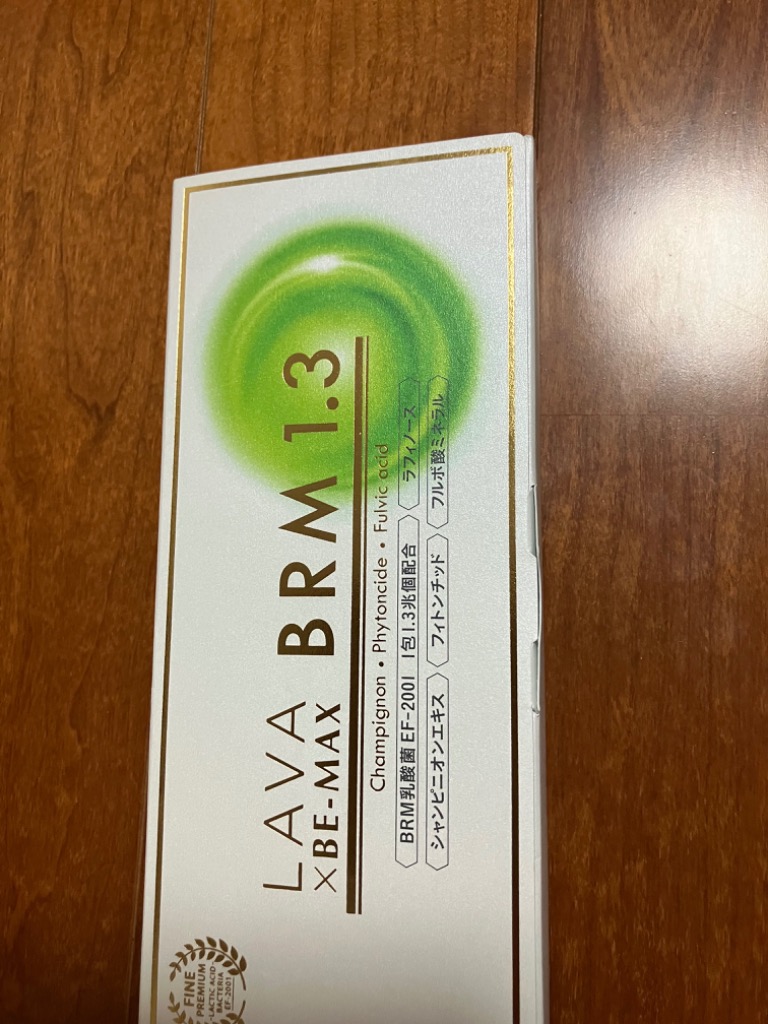 LAVA
×BE-MAX BRM 1.3
Champignon • Phytoncide • Fulvic acid
BRM乳酸菌 EF-2001 1包1.3兆個配合 ラフィノース
シャンピニオンエキス フィトンチッド フルボ酸ミネラル
FINE
PREMIUM
LACTIC ACID
BACTERIA
EF-2001